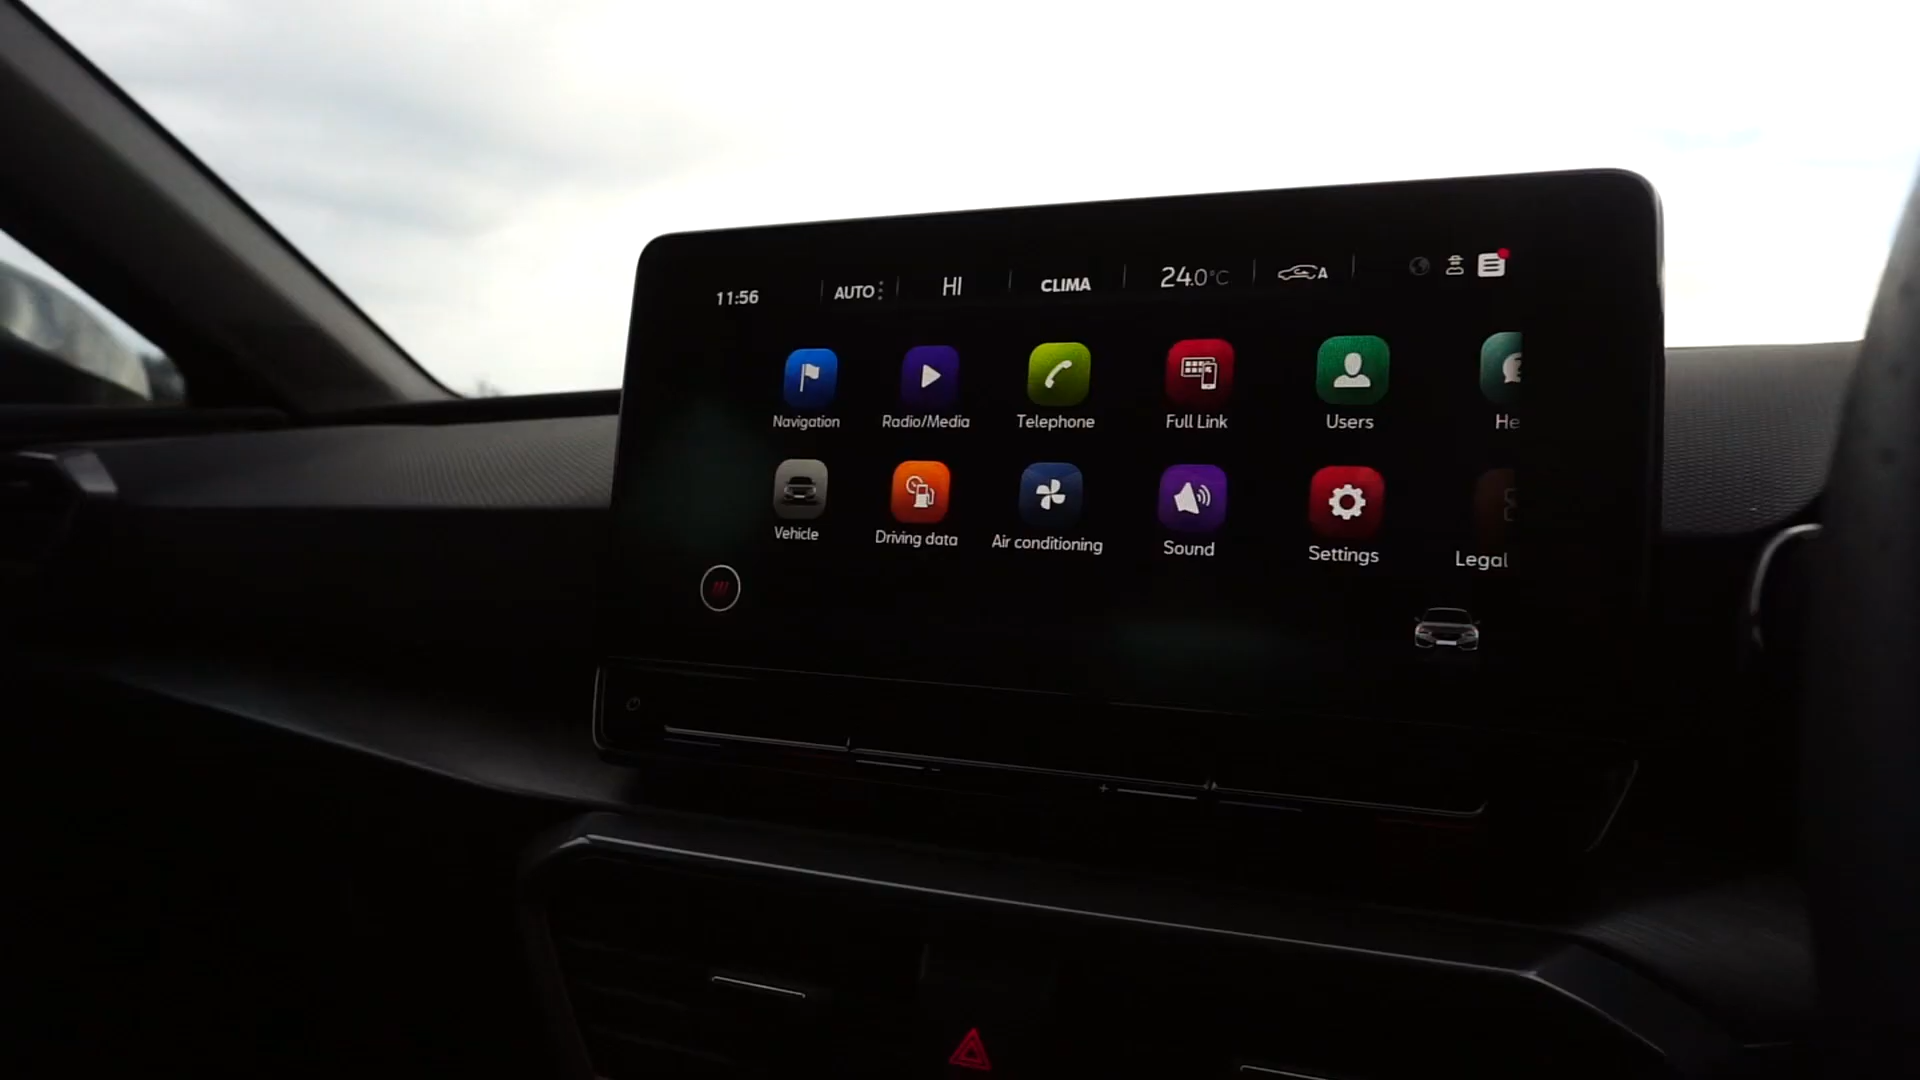 11:56 AUTO HI CLIMA 24.0°C A
Navigation Radio/Media Telephone Full Link Users He
Vehicle Driving data Air conditioning Sound Settings Legal